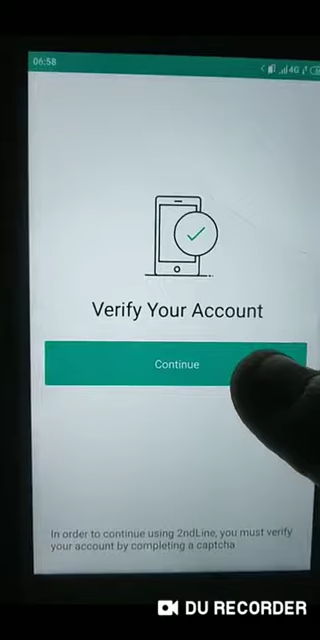 06:58
4G
Verify Your Account
Continue
In order to continue using 2ndLine, you must verify
your account by completing a captcha
DU RECORDER